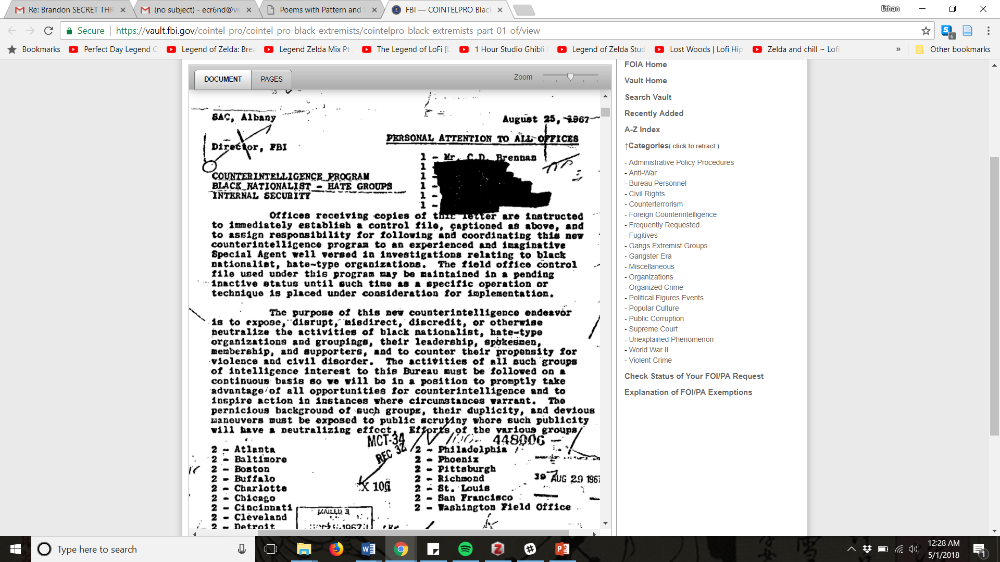 Re: Brandon SECRET THR
(no subject) - ecr6nd@vi
Poems with Pattern and V
FBI — COINTELPRO Blac
Ethan
Secure
https://vault.fbi.gov/cointel-pro/cointel-pro-black-extremists/cointelpro-black-extremists-part-01-of/view
6
Bookmarks
Perfect Day Legend C
Legend of Zelda: Brea
Legend Zelda Mix Pt
The Legend of LoFi [L
1 Hour Studio Ghibli
Legend of Zelda Stud
Lost Woods | Lofi Hip
Zelda and chill ~ Lofi
»
Other bookmarks
DOCUMENT
PAGES
Zoom
SAC, Albany
August 25, 1967
PERSONAL ATTENTION TO ALL OFFICES
Director, FBI
1 - Mr. C.D. Brennan
1 -
1 -
1 -
1 -
1 -
COUNTERINTELLIGENCE PROGRAM
BLACK NATIONALIST - HATE GROUPS
INTERNAL SECURITY
Offices receiving copies of this letter are instructed
to immediately establish a control file, captioned as above, and
to assign responsibility for following and coordinating this new
counterintelligence program to an experienced and imaginative
Special Agent well versed in investigations relating to black
nationalist, hate-type organizations. The field office control
file used under this program may be maintained in a pending
inactive status until such time as a specific operation or
technique is placed under consideration for implementation.
The purpose of this new counterintelligence endeavor
is to expose, disrupt, misdirect, discredit, or otherwise
neutralize the activities of black nationalist, hate-type
organizations and groupings, their leadership, spokesmen,
membership, and supporters, and to counter their propensity for
violence and civil disorder. The activities of all such groups
of intelligence interest to this Bureau must be followed on a
continuous basis so we will be in a position to promptly take
advantage of all opportunities for counterintelligence and to
inspire action in instances where circumstances warrant. The
pernicious background of such groups, their duplicity, and devious
maneuvers must be exposed to public scrutiny where such publicity
will have a neutralizing effect. Efforts of the various groups
MCT-34
REC 32
X 106
2 - Atlanta
2 - Baltimore
2 - Boston
2 - Buffalo
2 - Charlotte
2 - Chicago
2 - Cincinnati
2 - Cleveland
2 - Detroit
2 - Philadelphia
2 - Phoenix
2 - Pittsburgh
2 - Richmond
2 - St. Louis
2 - San Francisco
2 - Washington Field Office
AUG 29 1967
MAILED 3
1967
FOIA Home
Vault Home
Search Vault
Recently Added
A-Z Index
↑Categories( click to retract )
- Administrative Policy Procedures
- Anti-War
- Bureau Personnel
- Civil Rights
- Counterterrorism
- Foreign Counterintelligence
- Frequently Requested
- Fugitives
- Gangs Extremist Groups
- Gangster Era
- Miscellaneous
- Organizations
- Organized Crime
- Political Figures Events
- Popular Culture
- Public Corruption
- Supreme Court
- Unexplained Phenomenon
- World War II
- Violent Crime
Check Status of Your FOI/PA Request
Explanation of FOI/PA Exemptions
Type here to search
12:28 AM
5/1/2018
1